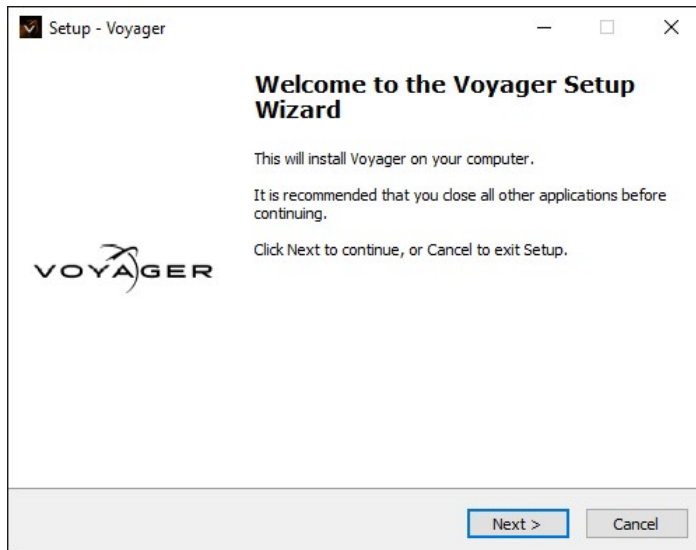 Setup - Voyager
Welcome to the Voyager Setup
Wizard
This will install Voyager on your computer.
It is recommended that you close all other applications before
continuing.
Click Next to continue, or Cancel to exit Setup.
VOYAGER
Next >
Cancel